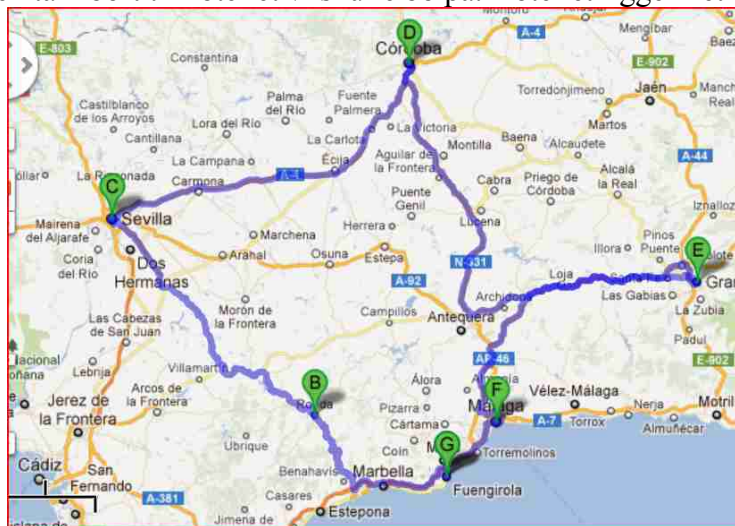 D
Córdoba
Montoro
A-4
Mengíbar
E-803
Constantina
E-902
Jaén
Torredonjimeno
Martos
Castilblanco
de los Arroyos
Palma
del Río
Fuente
Palmera
Lora del Río
La Carlota
La Victoria
Cantillana
Montilla
Baena
Alcaudete
La Campana
Écija
Aguilar de
la Frontera
A-44
C
La Rinconada
A-4
Carmona
Cabra
Priego de
Córdoba
Alcalá
la Real
Puente
Genil
Sevilla
Mairena
del Aljarafe
Marchena
Herrera
Lucena
Iznalloz
Pinos
Puente
Illora
E
Coria
del Río
Dos
Hermanas
Arahal
Osuna
Estepa
N-331
Loja
Santa Fe
Las Gabias
La Zubia
A-92
Archidona
Morón de
la Frontera
Campillos
Antequera
Las Cabezas
de San Juan
Padul
AP-46
E-902
Lebrija
Villamartín
B
Ronda
Álora
F
Málaga
Vélez-Málaga
Nerja
Motril
Jerez de
la Frontera
Arcos de
la Frontera
Pizarra
Cártama
A-7
Torrox
Almuñécar
Coín
G
Torremolinos
Ubrique
Cádiz
San
Fernando
Benahavís
Marbella
Fuengirola
A-381
Casares
Estepona
Jimena de